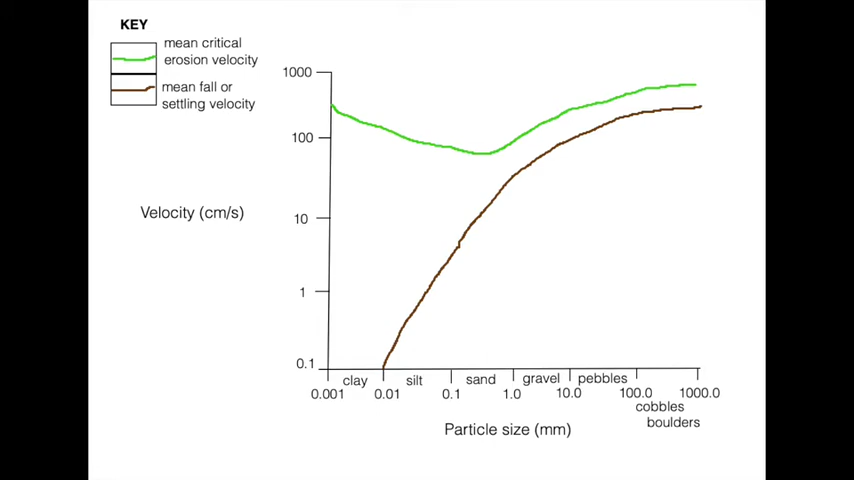 KEY
mean critical
erosion velocity
mean fall or
settling velocity
1000
100
Velocity (cm/s)
10
1
0.1
clay silt sand gravel pebbles
0.001 0.01 0.1 1.0 10.0 100.0 1000.0
cobbles
boulders
Particle size (mm)